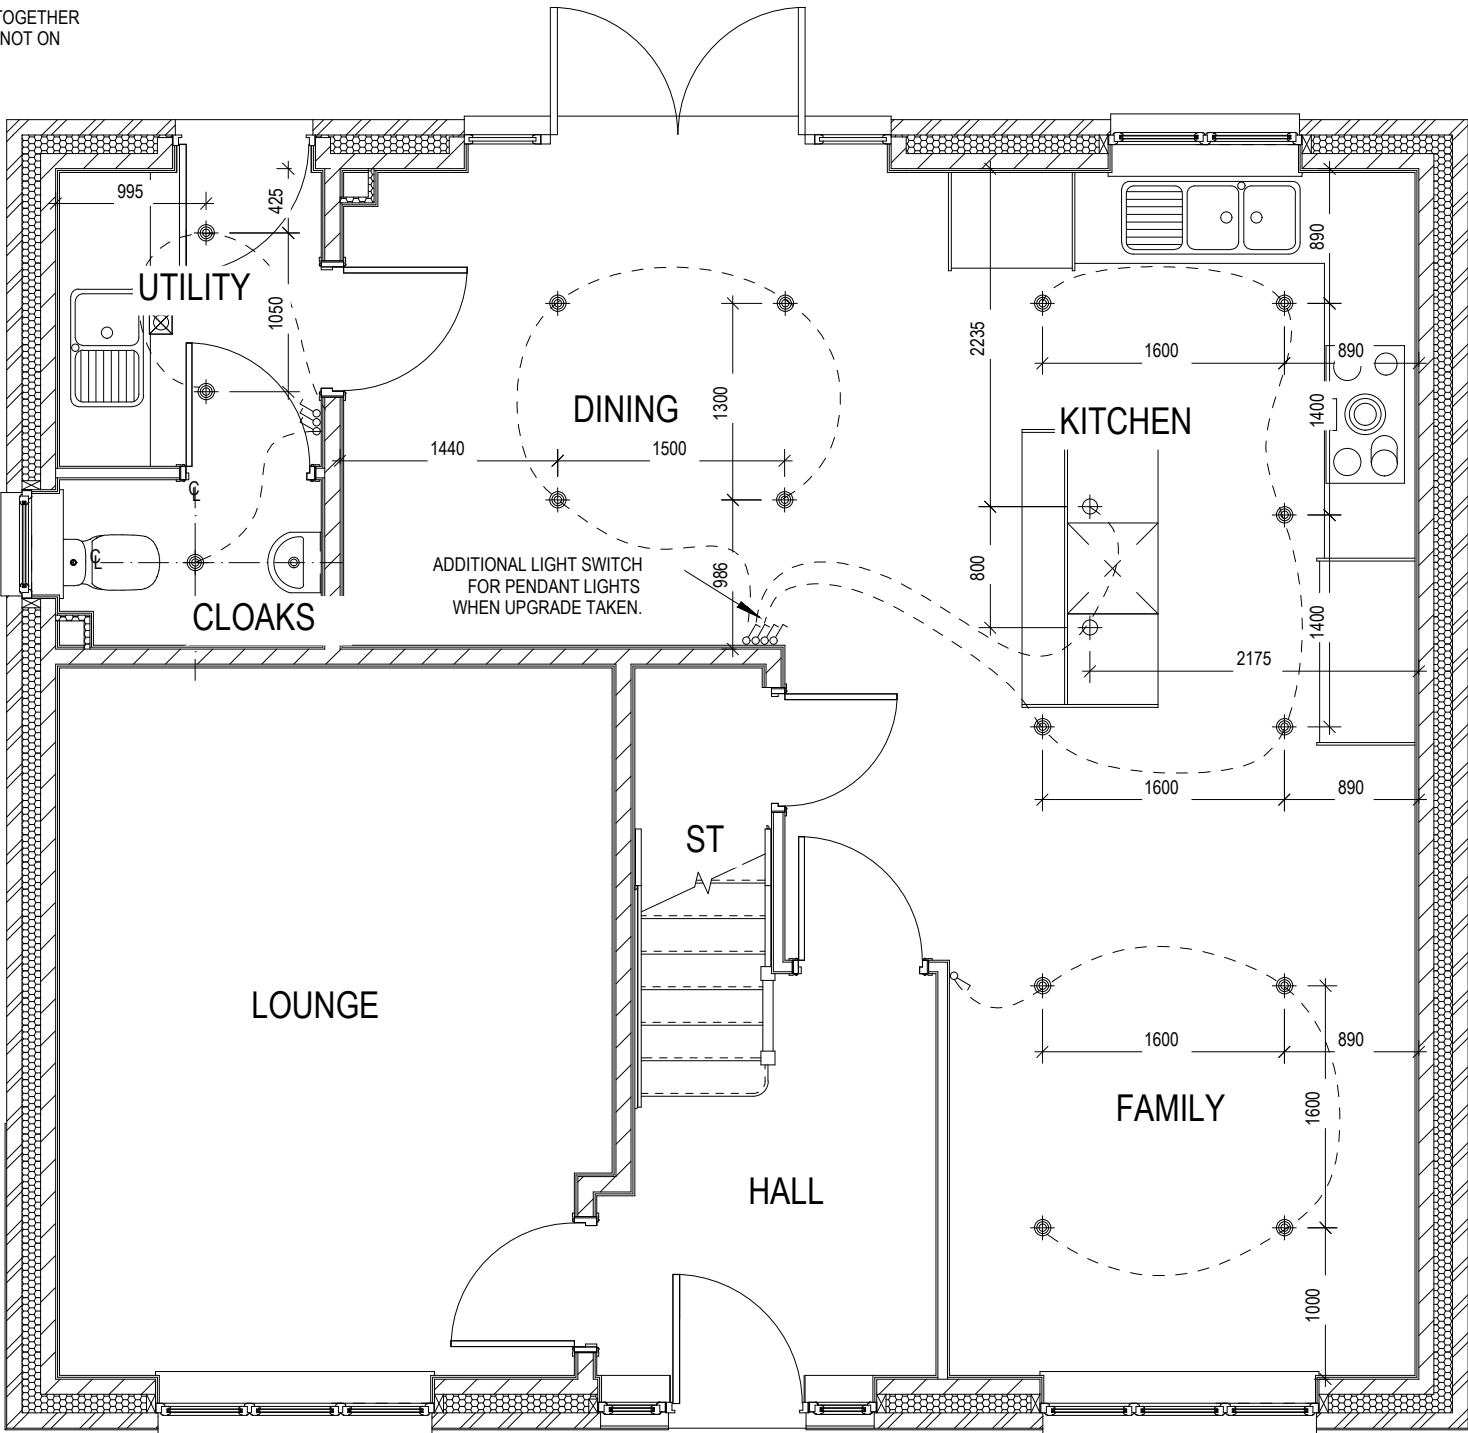 TOGETHER
NOT ON
995
425
890
UTILITY
1050
2235
1600
890
1300
1400
DINING
KITCHEN
1440
1500
℄
℄
ADDITIONAL LIGHT SWITCH
FOR PENDANT LIGHTS
WHEN UPGRADE TAKEN.
986
800
CLOAKS
1400
2175
1600
890
ST
LOUNGE
1600
890
FAMILY
1600
HALL
1000